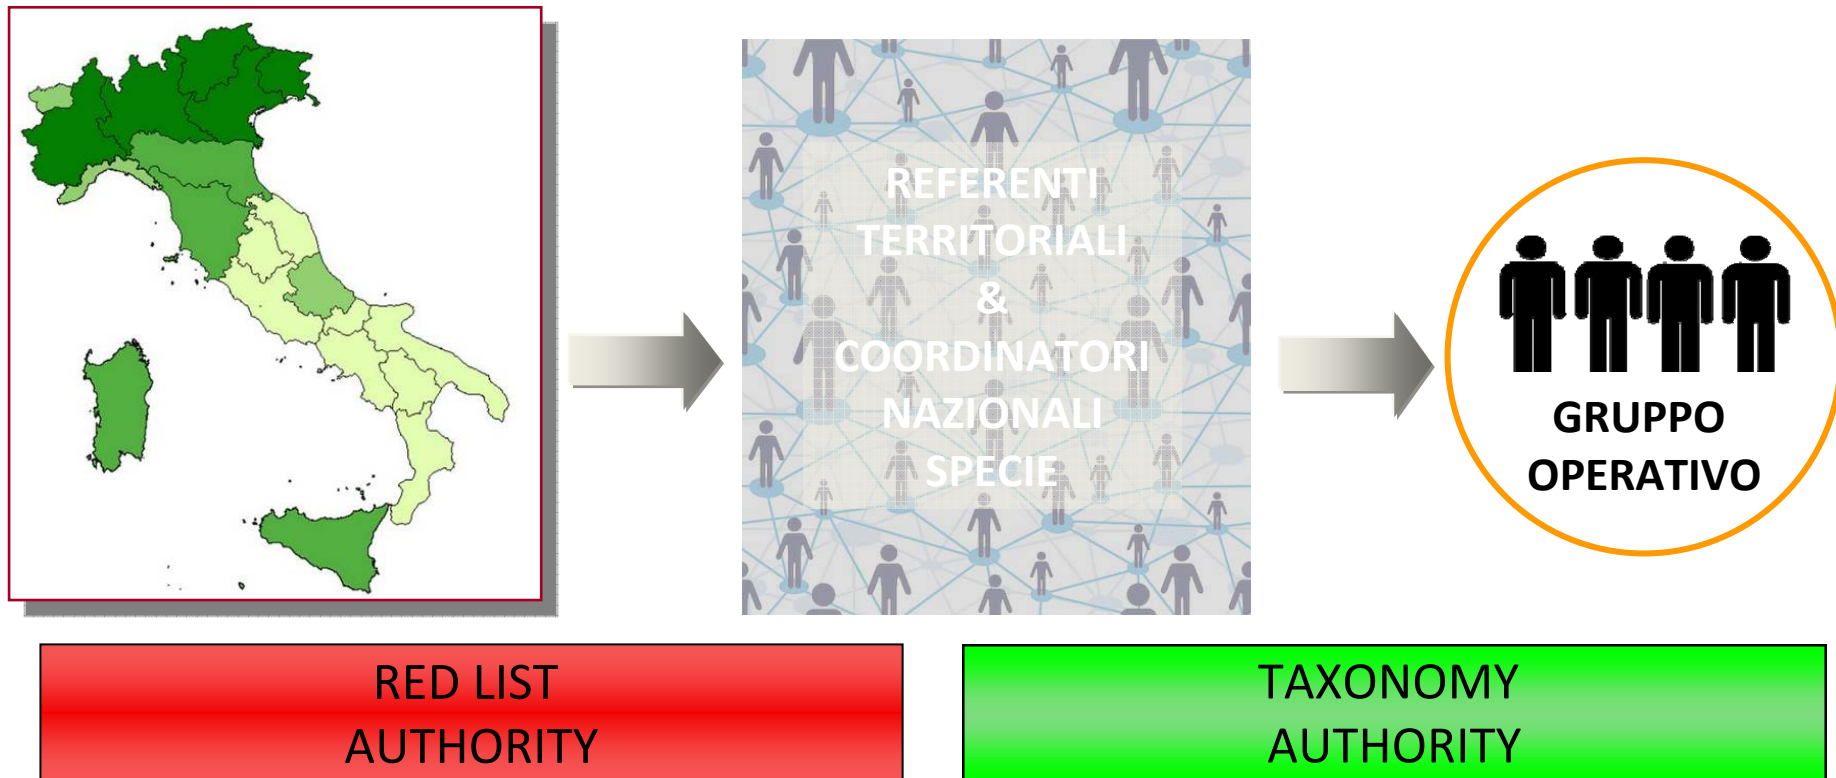 REFERENTI
TERRITORIALI
&
COORDINATORI
NAZIONALI
SPECIE
GRUPPO
OPERATIVO
RED LIST
AUTHORITY
TAXONOMY
AUTHORITY